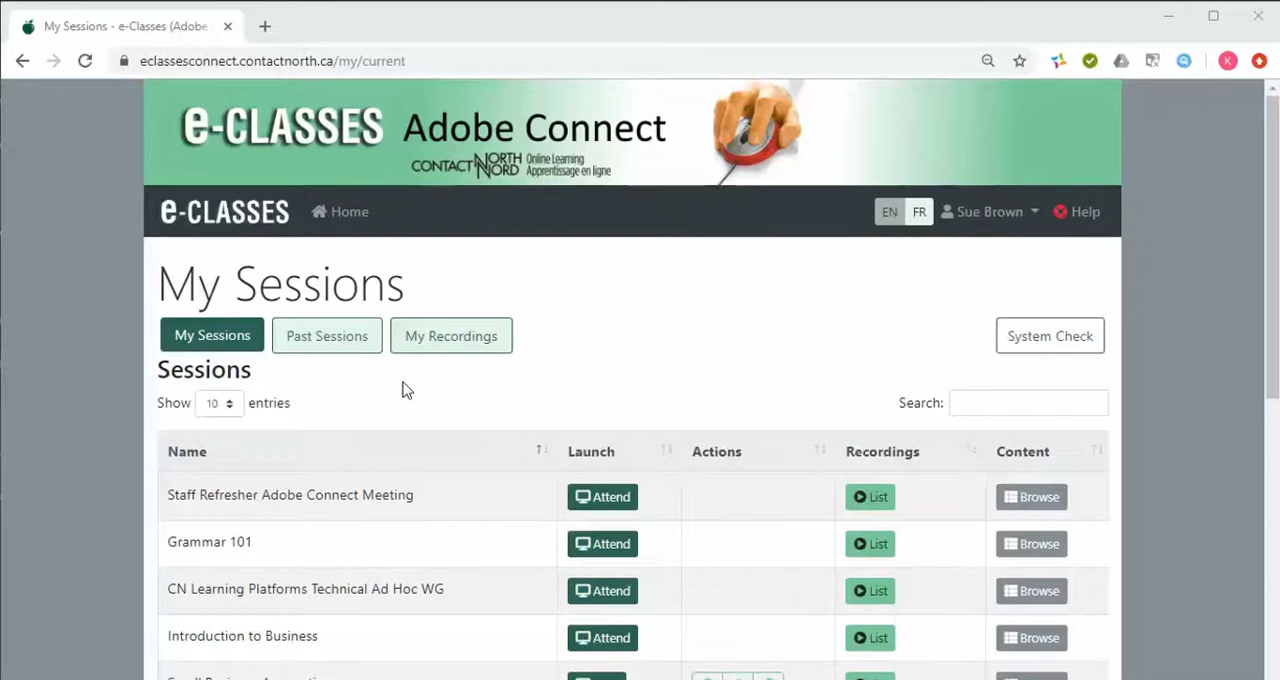 My Sessions - e-Classes (Adobe
eclassesconnect.contactnorth.ca/my/current
K
e-CLASSES Adobe Connect
CONTACT NORTH NORD Online Learning
Apprentissage en ligne
e-CLASSES Home EN FR Sue Brown Help
My Sessions
My Sessions Past Sessions My Recordings System Check
Sessions
Show 10 entries Search:
Name Launch Actions Recordings Content
Staff Refresher Adobe Connect Meeting Attend List Browse
Grammar 101 Attend List Browse
CN Learning Platforms Technical Ad Hoc WG Attend List Browse
Introduction to Business Attend List Browse